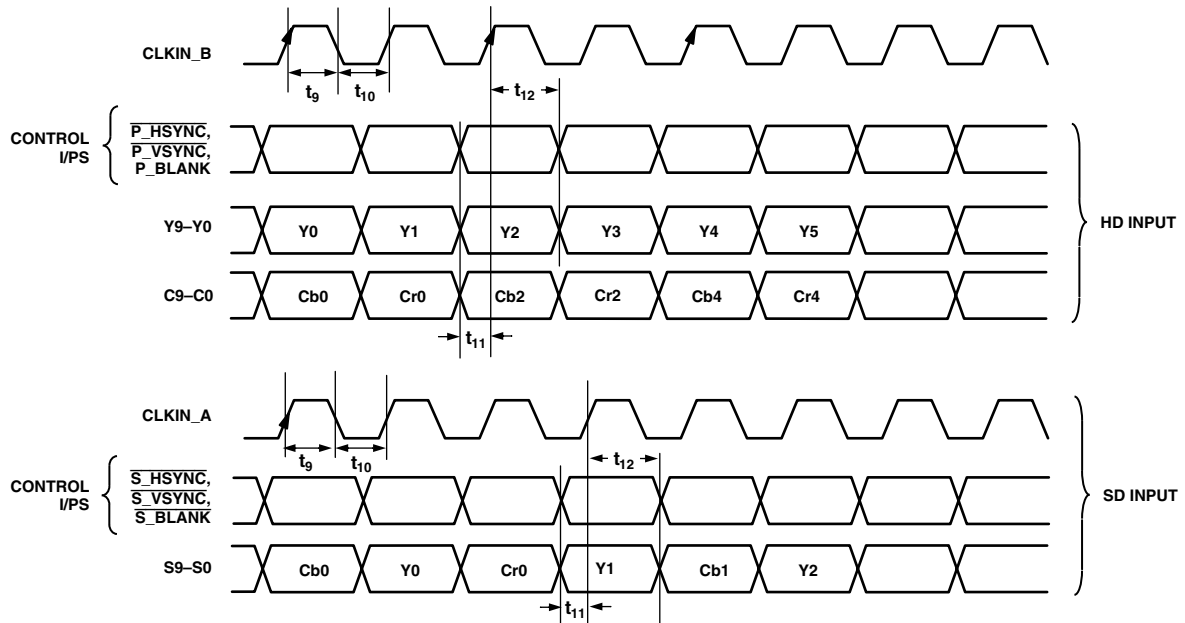 CLKIN_B
t9
t10
t12
CONTROL
I/PS
P_HSYNC,
P_VSYNC,
P_BLANK
Y9–Y0
Y0
Y1
Y2
Y3
Y4
Y5
C9–C0
Cb0
Cr0
Cb2
Cr2
Cb4
Cr4
t11
HD INPUT
CLKIN_A
t9
t10
t12
CONTROL
I/PS
S_HSYNC,
S_VSYNC,
S_BLANK
S9–S0
Cb0
Y0
Cr0
Y1
Cb1
Y2
t11
SD INPUT